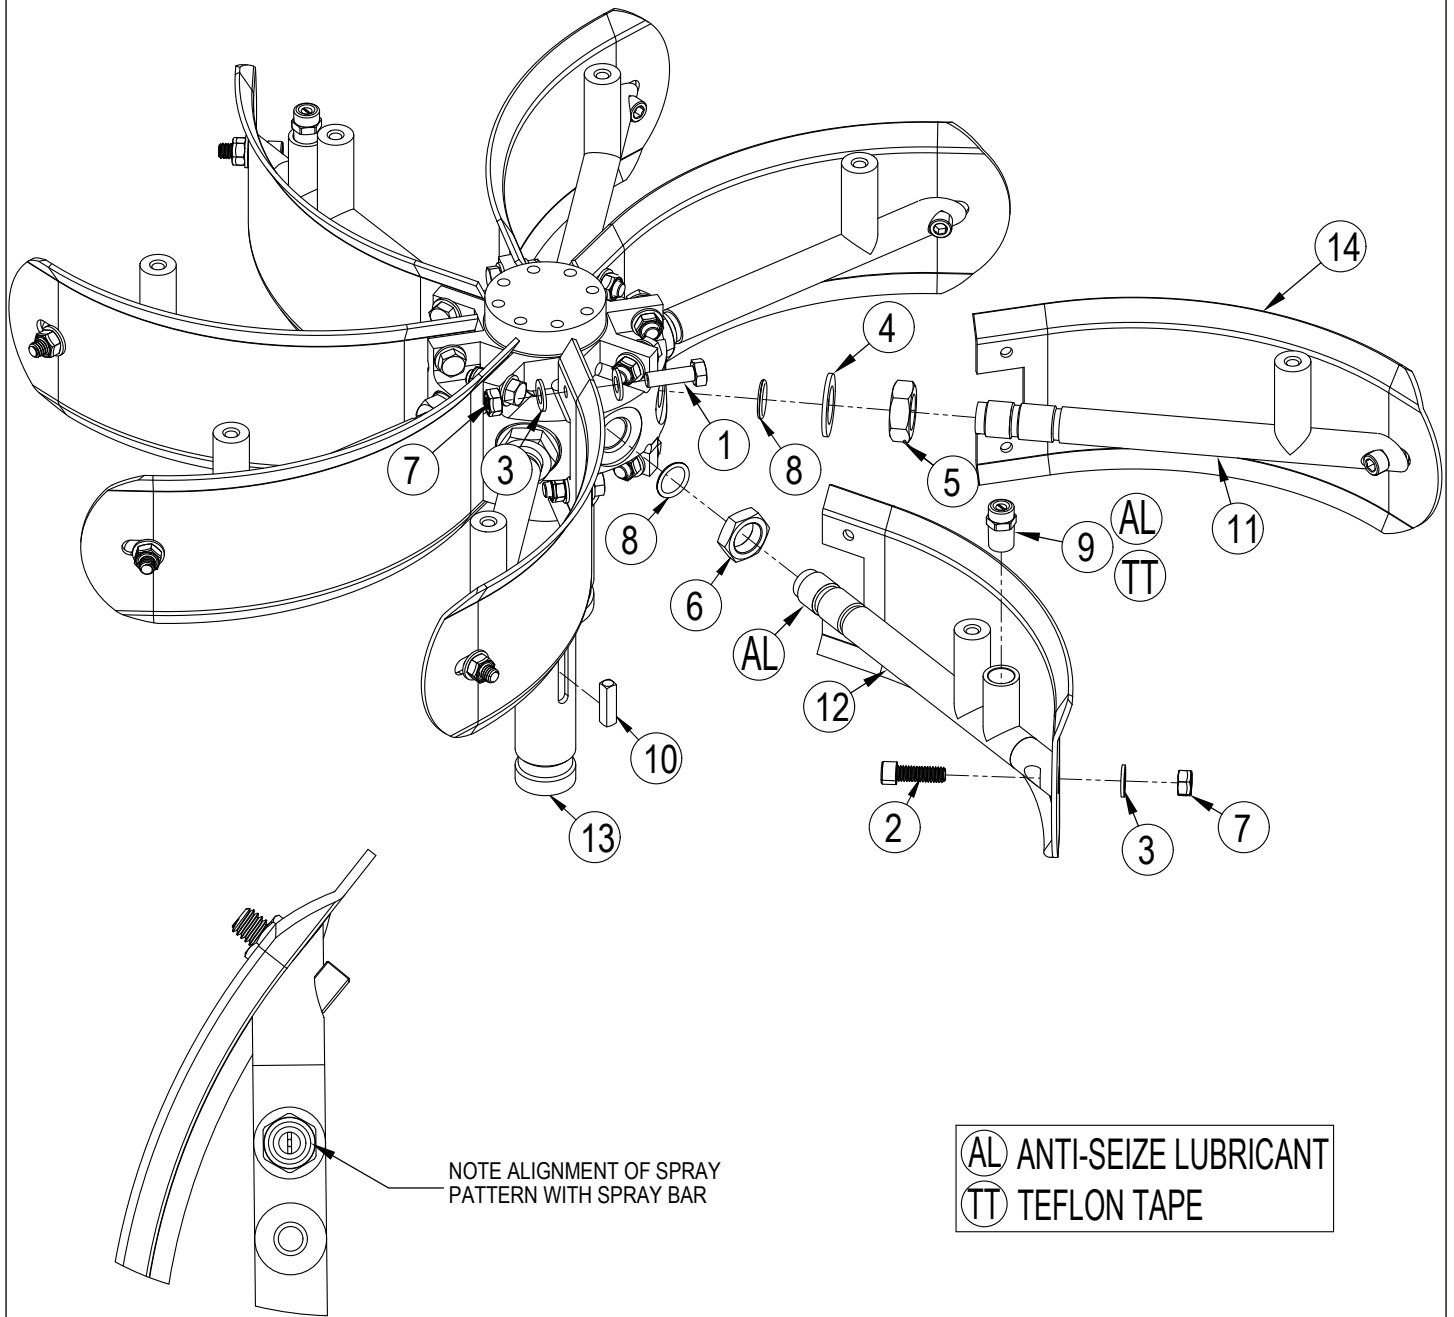 14
4
1
8
7
3
5
11
9
AL
TT
8
6
AL
12
10
13
2
3
7
NOTE ALIGNMENT OF SPRAY
PATTERN WITH SPRAY BAR
AL ANTI-SEIZE LUBRICANT
TT TEFLON TAPE